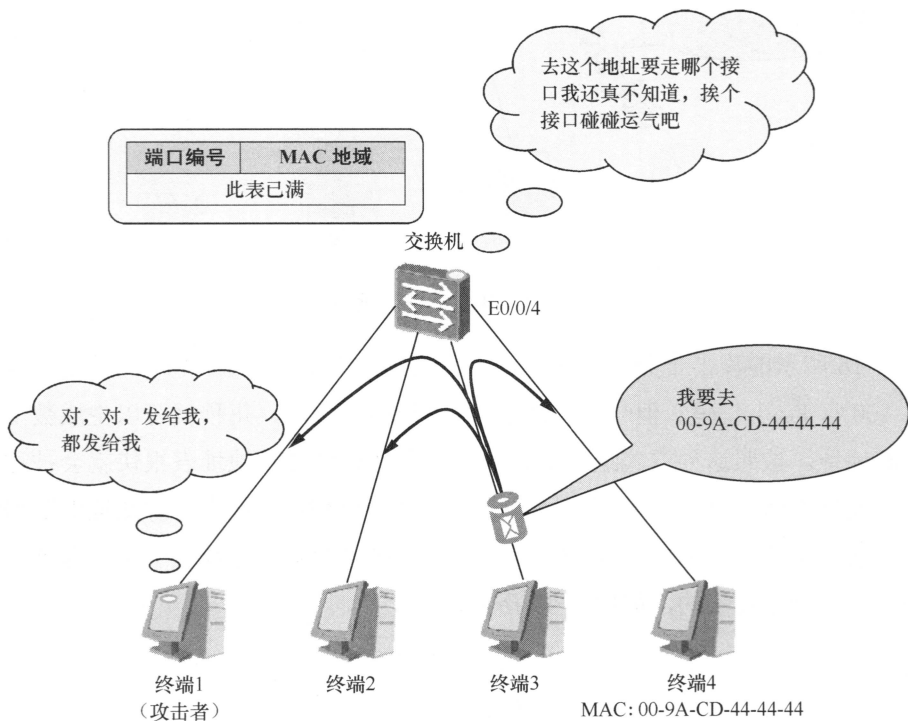 去这个地址要走哪个接
口我还真不知道，挨个
接口碰碰运气吧
端口编号 MAC 地域
此表已满
交换机
E0/0/4
对，对，发给我，
都发给我
我要去
00-9A-CD-44-44-44
终端1
（攻击者）
终端2
终端3
终端4
MAC：00-9A-CD-44-44-44